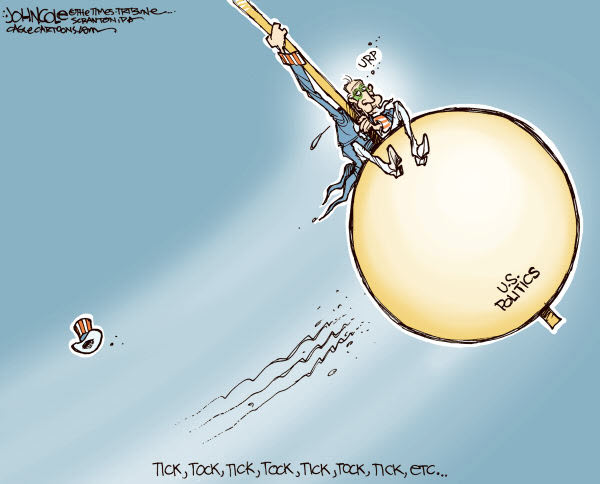 JOHN COLE ©THE TIMES-TRIBUNE...
SCRANTON, PA
CAGLECARTOONS.COM
URP
U.S.
POLITICS
TICK, TOCK, TICK, TOCK, TICK, TOCK, TICK, ETC...